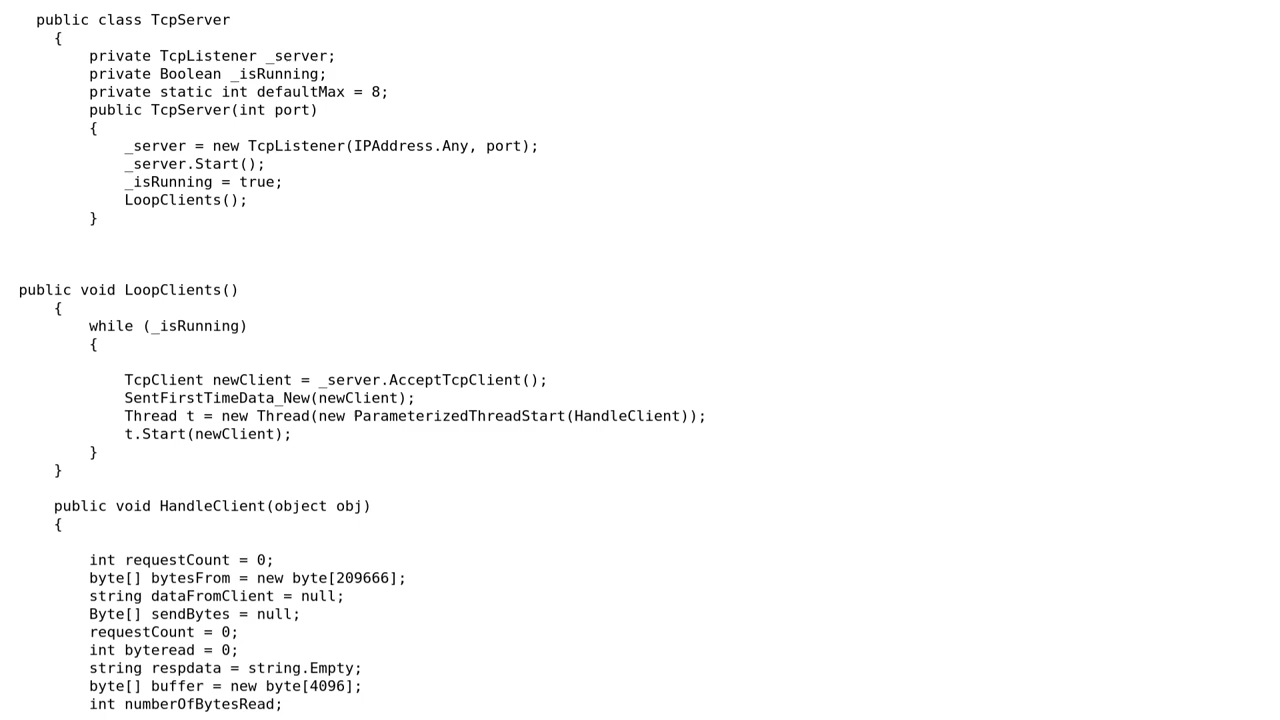 public class TcpServer
{
private TcpListener _server;
private Boolean _isRunning;
private static int defaultMax = 8;
public TcpServer(int port)
{
_server = new TcpListener(IPAddress.Any, port);
_server.Start();
_isRunning = true;
LoopClients();
}
public void LoopClients()
{
while (_isRunning)
{
TcpClient newClient = _server.AcceptTcpClient();
SentFirstTimeData_New(newClient);
Thread t = new Thread(new ParameterizedThreadStart(HandleClient));
t.Start(newClient);
}
}
public void HandleClient(object obj)
{
int requestCount = 0;
byte[] bytesFrom = new byte[209666];
string dataFromClient = null;
Byte[] sendBytes = null;
requestCount = 0;
int byteread = 0;
string respdata = string.Empty;
byte[] buffer = new byte[4096];
int numberOfBytesRead;